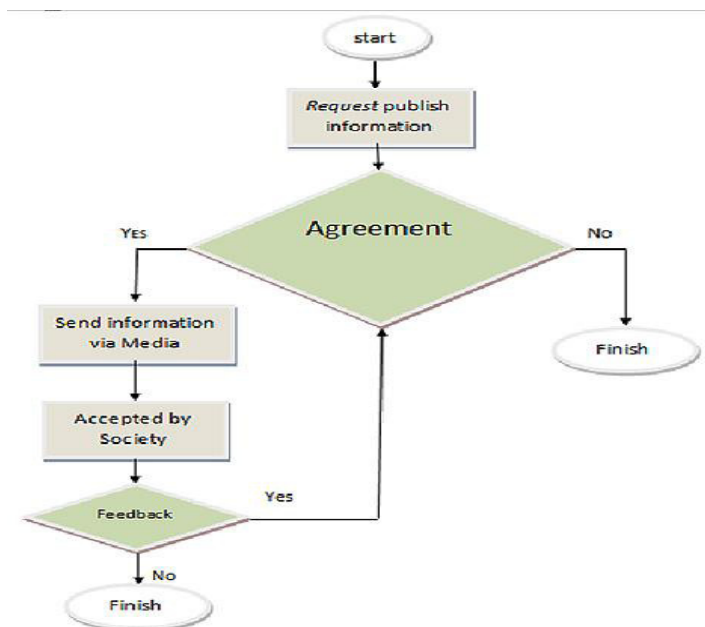 start
Request publish
information
Agreement
YES
No
Send information
via Media
Finish
Accepted by
Society
Feedback
Yes
No
Finish